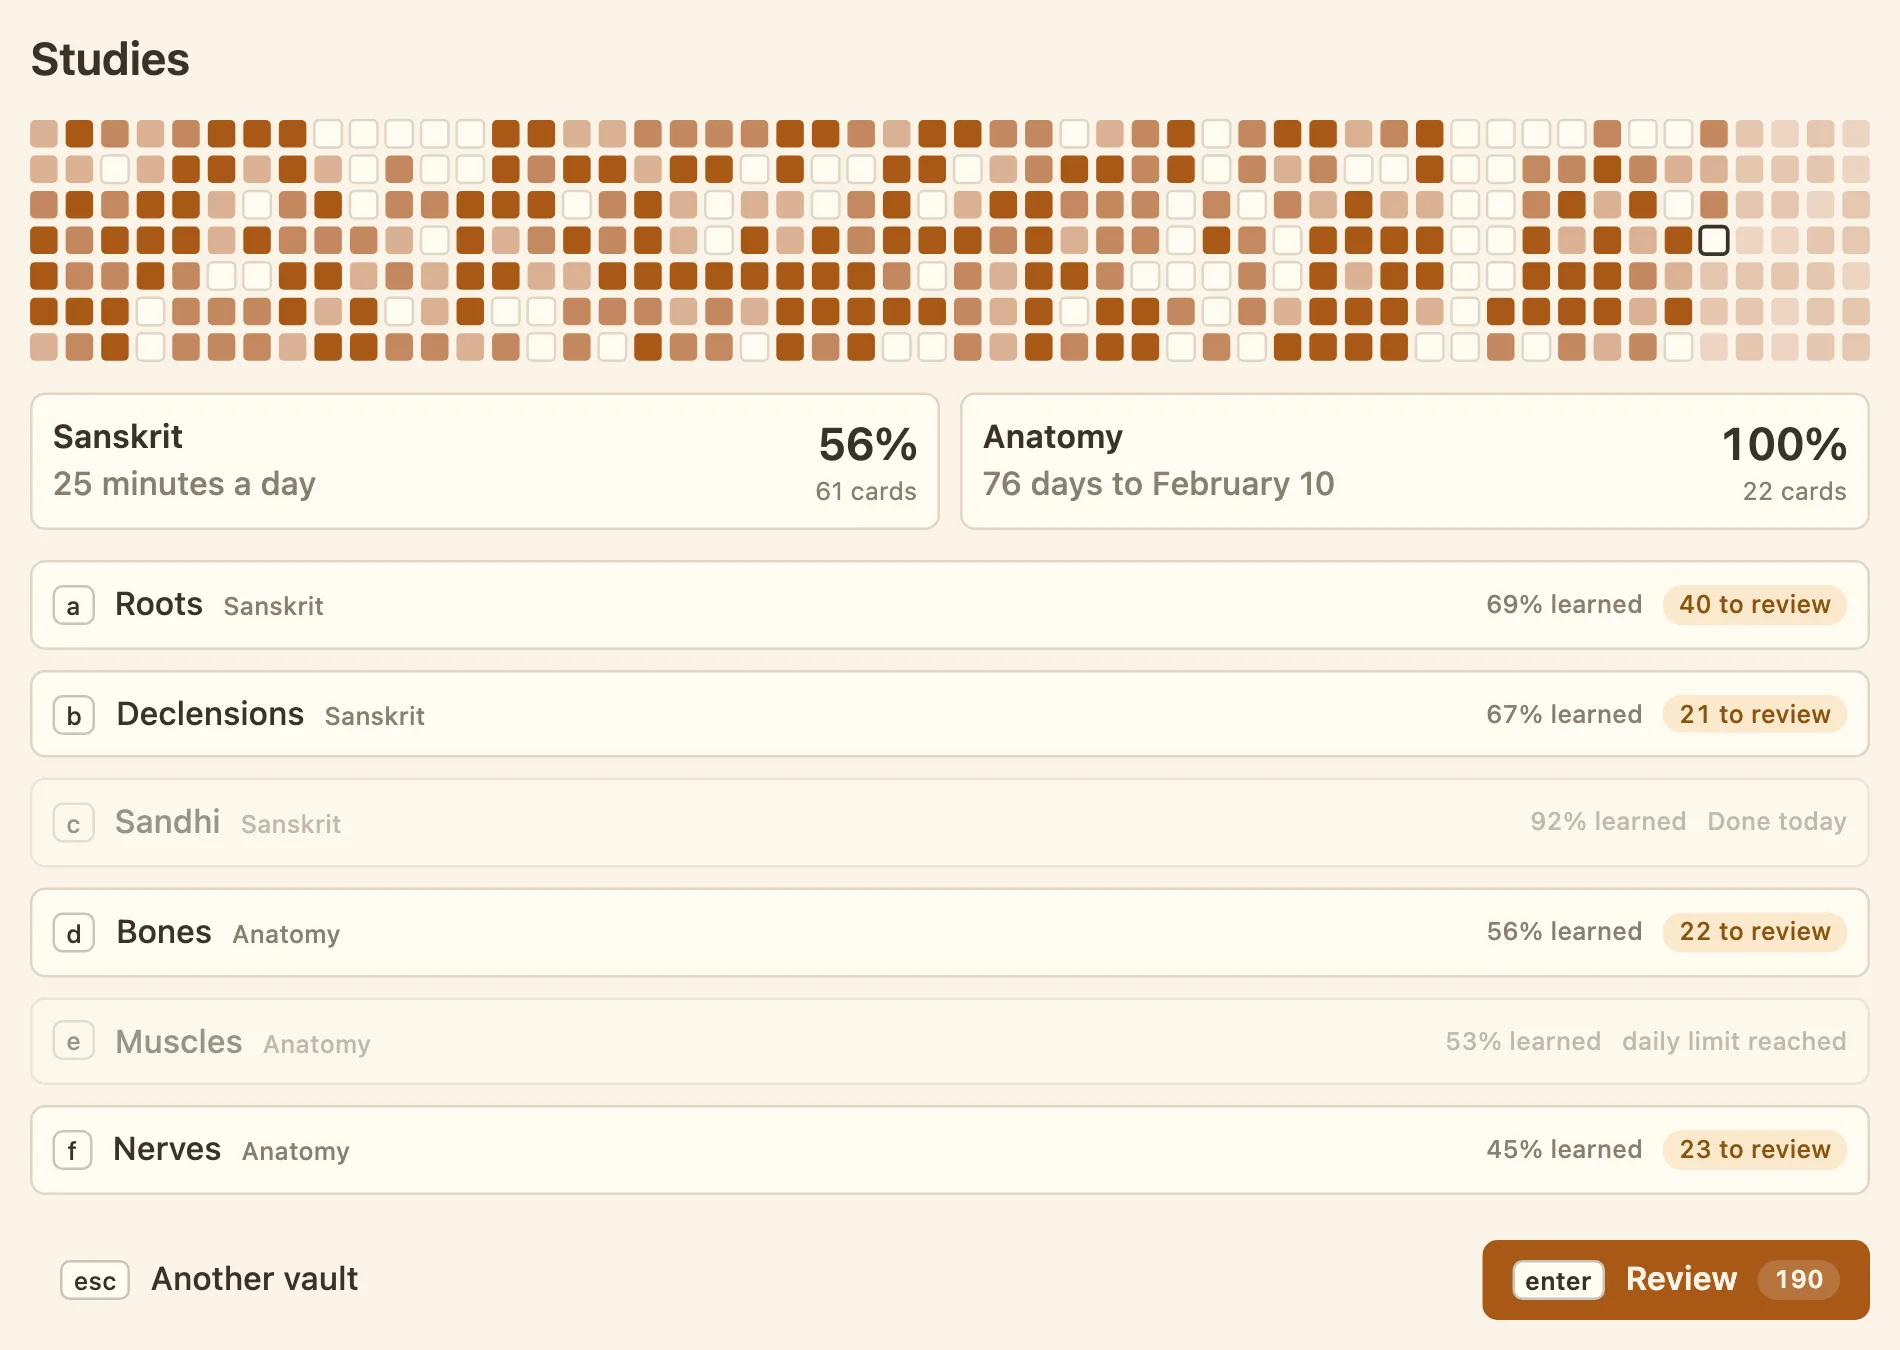 Studies
Sanskrit
25 minutes a day
56%
61 cards
Anatomy
76 days to February 10
100%
22 cards
a Roots Sanskrit 69% learned 40 to review
b Declensions Sanskrit 67% learned 21 to review
c Sandhi Sanskrit 92% learned Done today
d Bones Anatomy 56% learned 22 to review
e Muscles Anatomy 53% learned daily limit reached
f Nerves Anatomy 45% learned 23 to review
esc Another vault
enter Review 190